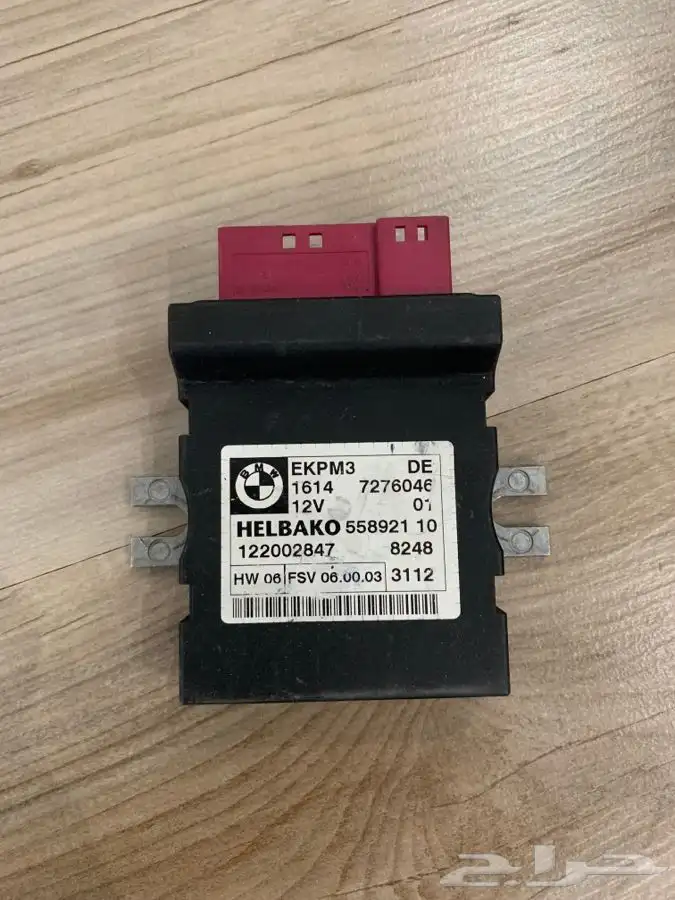 BMW
EKPM3 DE
1614 7276046
12V 01
HELBAKO 558921 10
122002847 8248
HW 06 FSV 06.00.03 3112
حراج